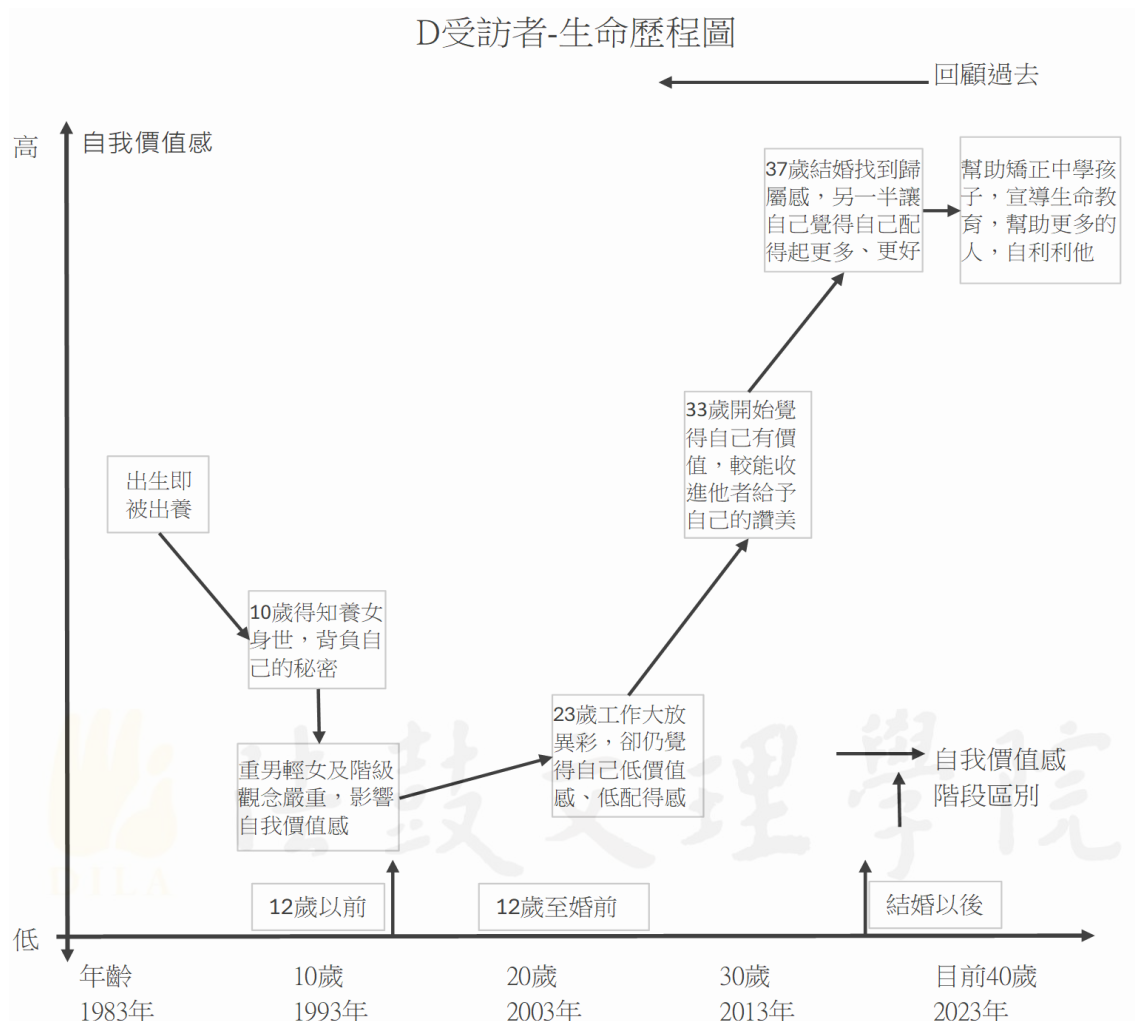 D受訪者-生命歷程圖
回顧過去
高
自我價值感
37歲結婚找到歸
屬感，另一半讓
自己覺得自己配
得起更多、更好
幫助矯正中學孩
子，宣導生命教
育，幫助更多的
人，自利利他
33歲開始覺
得自己有價
值，較能收
進他者給予
自己的讚美
出生即
被出養
10歲得知養女
身世，背負自
己的秘密
重男輕女及階級
觀念嚴重，影響
自我價值感
23歲工作大放
異彩，卻仍覺
得自己低價值
感、低配得感
自我價值感
階段區別
法鼓文理學院
DILA
12歲以前
12歲至婚前
結婚以後
低
年齡
10歲
20歲
30歲
目前40歲
1983年
1993年
2003年
2013年
2023年